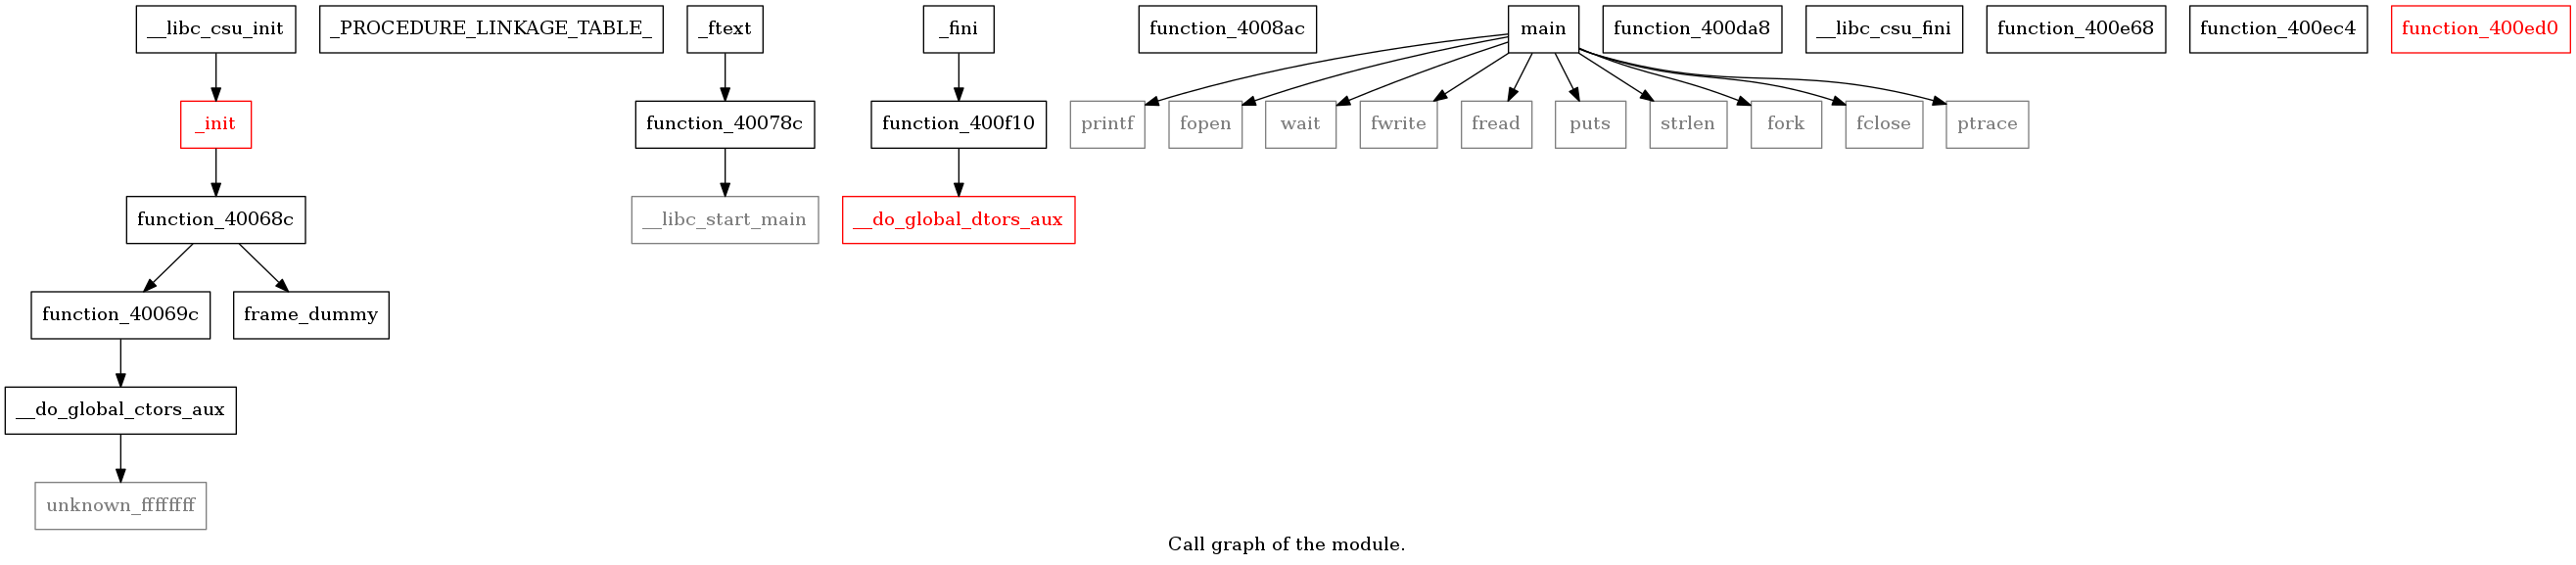 __libc_csu_init
_PROCEDURE_LINKAGE_TABLE_
_ftext
_fini
function_4008ac
main
function_400da8
__libc_csu_fini
function_400e68
function_400ec4
function_400ed0
_init
function_40078c
function_400f10
printf
fopen
wait
fwrite
fread
puts
strlen
fork
fclose
ptrace
function_40068c
__libc_start_main
__do_global_dtors_aux
function_40069c
frame_dummy
__do_global_ctors_aux
unknown_ffffffff
Call graph of the module.